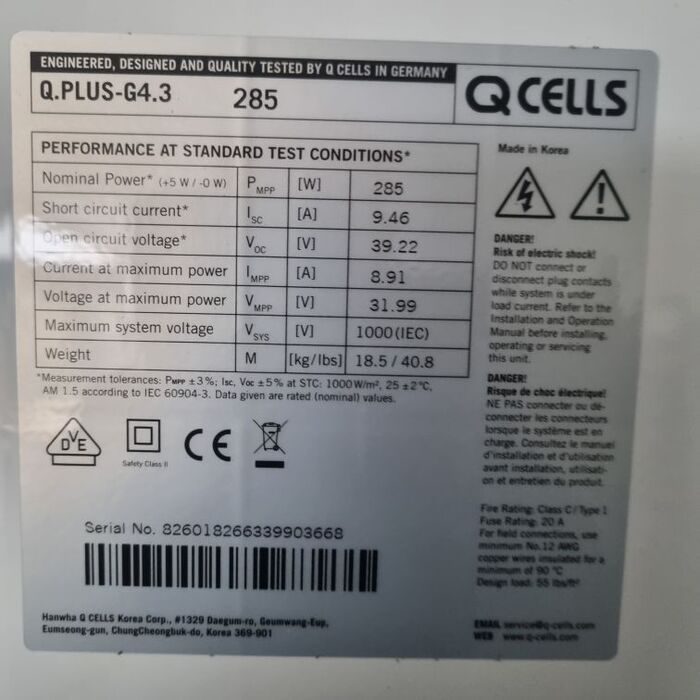 ENGINEERED, DESIGNED AND QUALITY TESTED BY Q CELLS IN GERMANY
Q.PLUS-G4.3 285
Q CELLS
PERFORMANCE AT STANDARD TEST CONDITIONS*
Nominal Power* (+5 W / -0 W) PMPP [W] 285
Short circuit current* ISC [A] 9.46
Open circuit voltage* VOC [V] 39.22
Current at maximum power IMPP [A] 8.91
Voltage at maximum power VMPP [V] 31.99
Maximum system voltage VSYS [V] 1000(IEC)
Weight M [kg/lbs] 18.5 / 40.8
*Measurement tolerances: PMPP ±3%; Isc, Voc ±5% at STC: 1000W/m², 25 ±2°C,
AM 1.5 according to IEC 60904-3. Data given are rated (nominal) values.
DVE
Safety Class II
CE
Serial No. 826018266339903668
Hanwha Q CELLS Korea Corp., #1329 Daegum-ro, Geumwang-Eup,
Eumseong-gun, ChungCheongbuk-do, Korea 369-901
Made in Korea
DANGER!
Risk of electric shock!
DO NOT connect or
disconnect plug contacts
while system is under
load current. Refer to the
Installation and Operation
Manual before installing,
operating or servicing
this unit.
DANGER!
Risque de choc électrique!
NE PAS connecter ou dé-
connecter les connecteurs
lorsque le système est en
charge. Consultez le manuel
d'installation et d'utilisation
avant installation, utilisati-
on et entretien du produit.
Fire Rating: Class C / Type 1
Fuse Rating: 20 A
For field connections, use
minimum No.12 AWG
copper wires insulated for a
minimum of 90 °C
Design load: 55 lbs/ft²
EMAIL service@q-cells.com
WEB www.q-cells.com